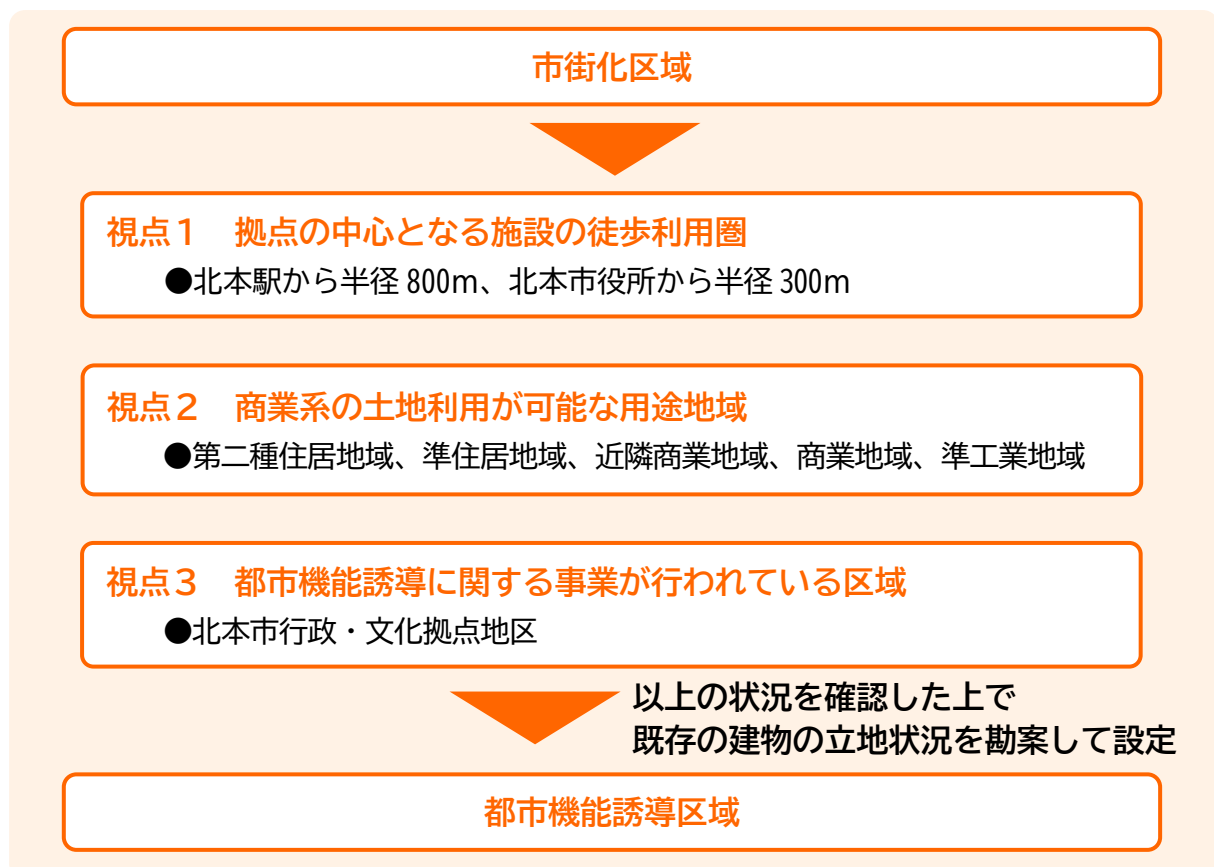 市街化区域
視点１　拠点の中心となる施設の徒歩利用圏
●北本駅から半径 800ｍ、北本市役所から半径 300ｍ
視点２　商業系の土地利用が可能な用途地域
●第二種住居地域、準住居地域、近隣商業地域、商業地域、準工業地域
視点３　都市機能誘導に関する事業が行われている区域
●北本市行政・文化拠点地区
以上の状況を確認した上で
既存の建物の立地状況を勘案して設定
都市機能誘導区域